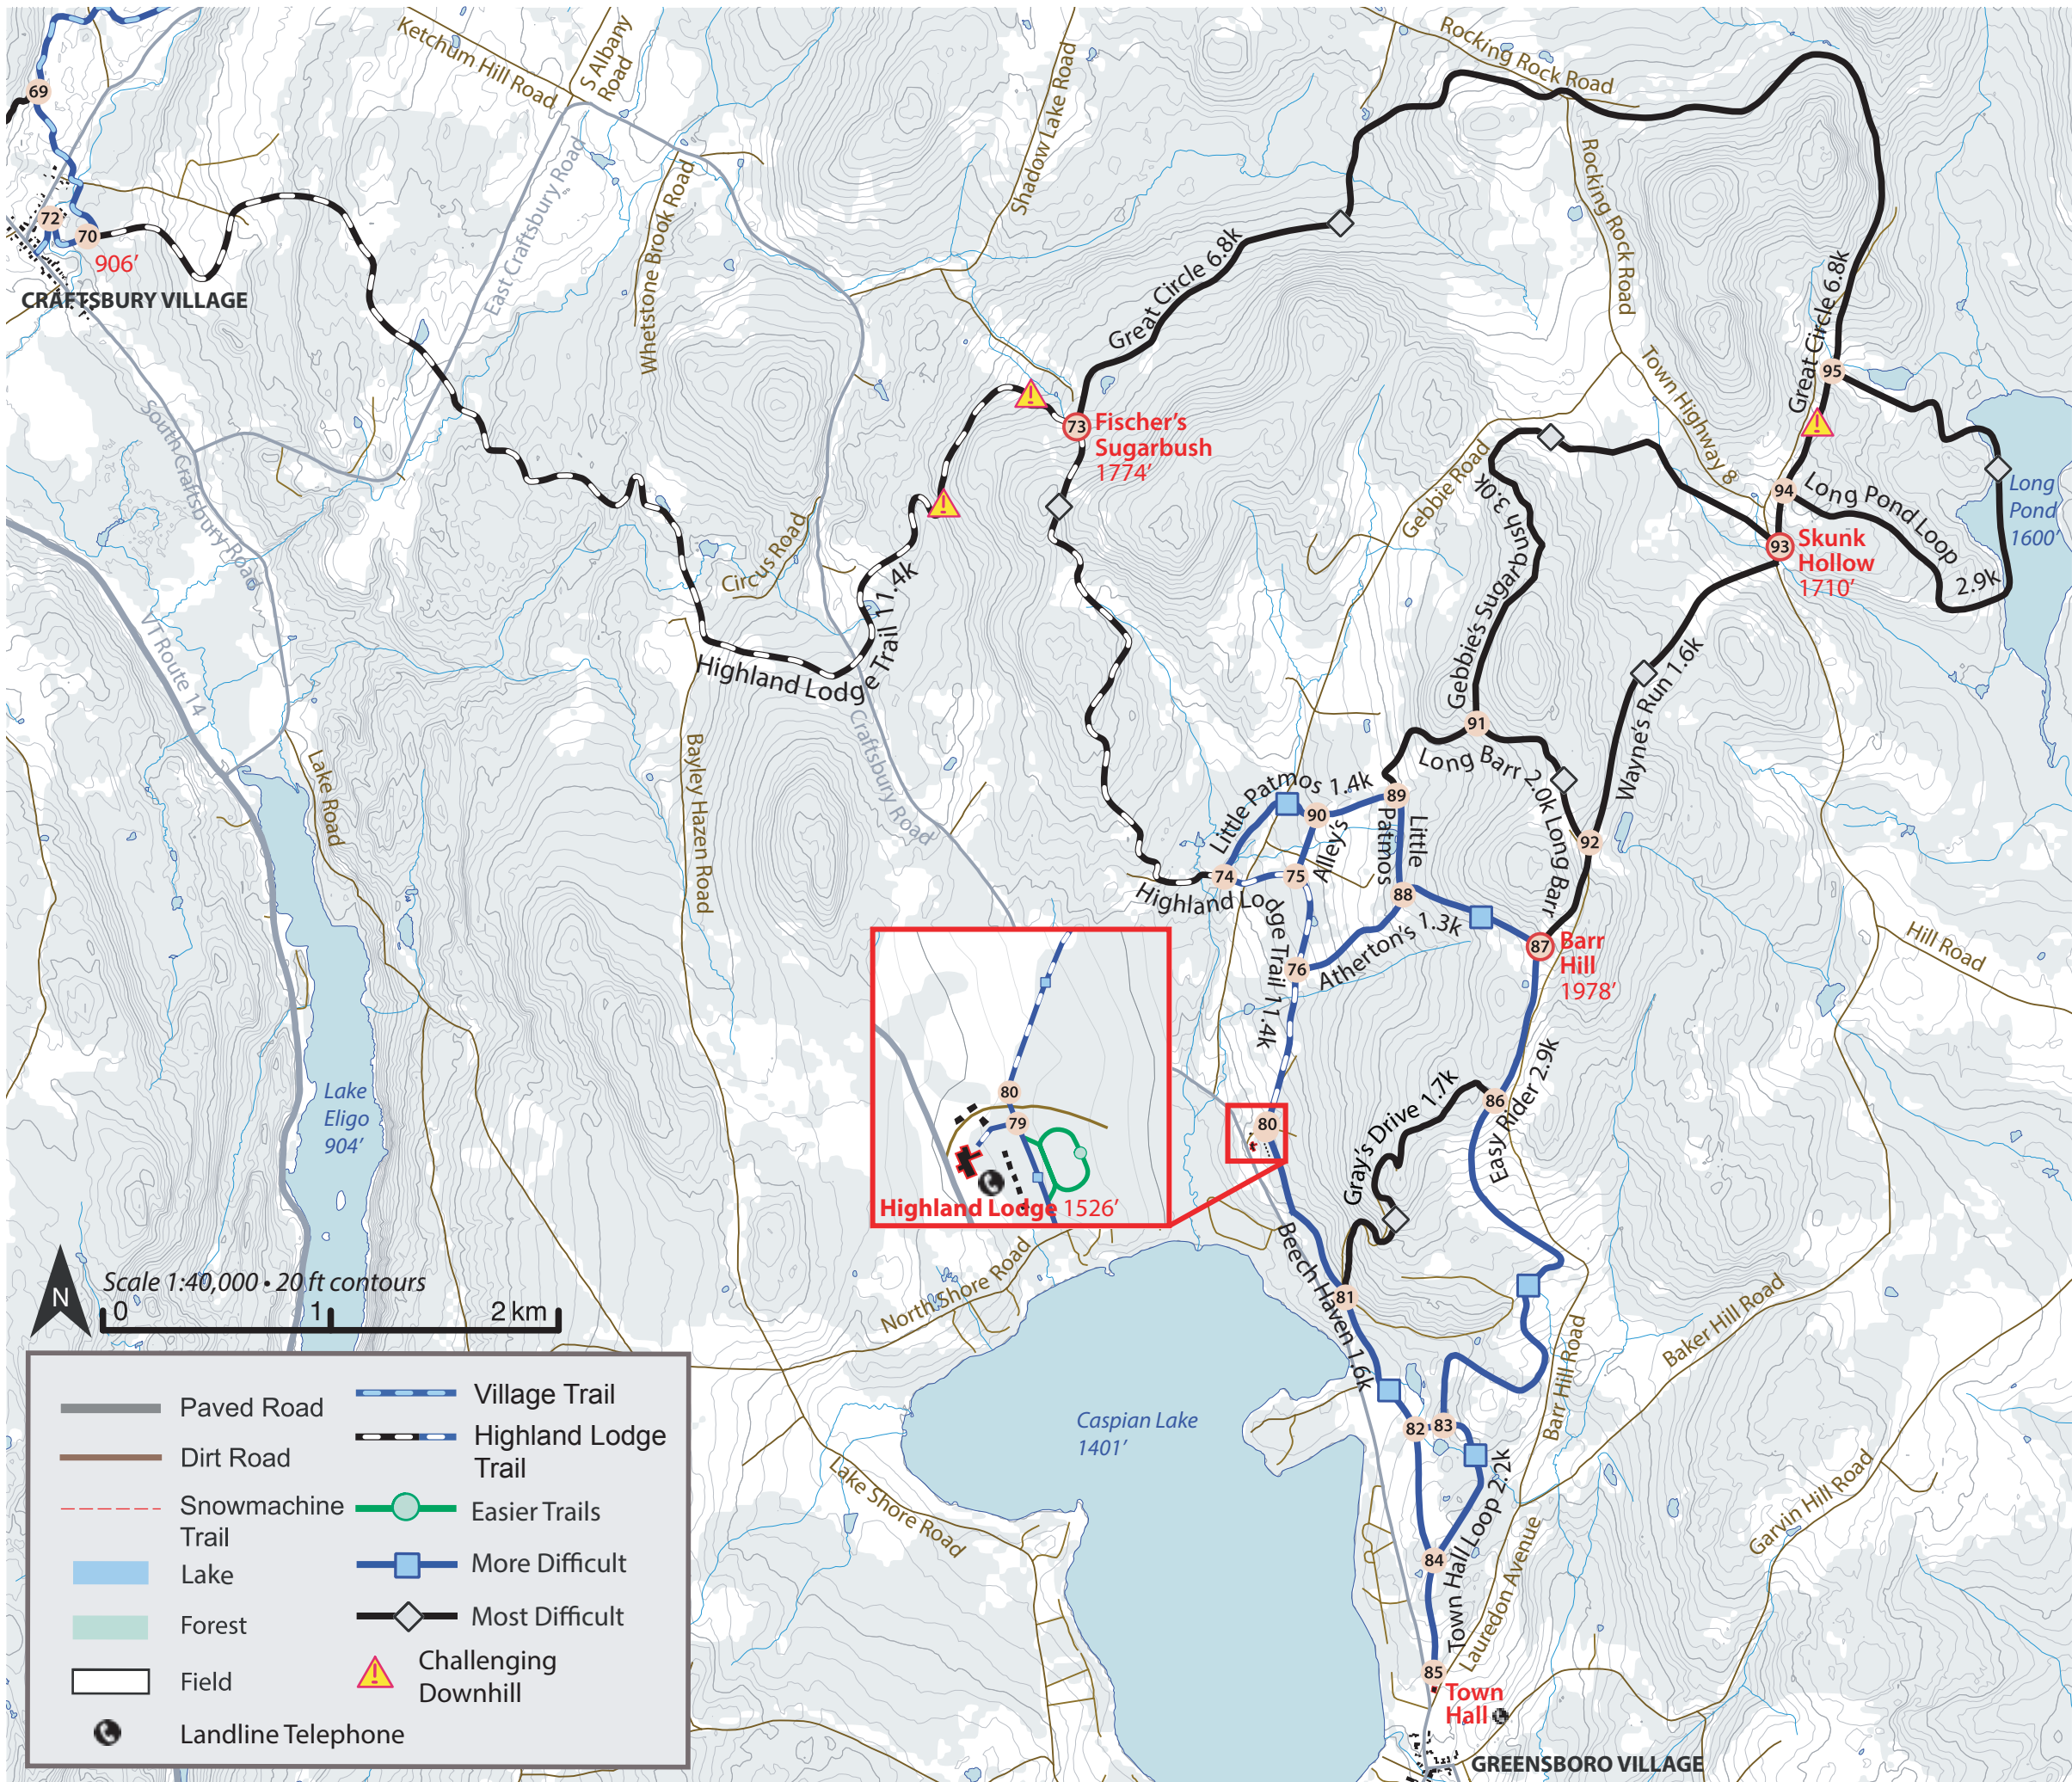 Ketchum Hill Road
S Albany
Road
Shadow Lake Road
Rocking Rock Road
69
72
70
906’
CRAFTSBURY VILLAGE
East Craftsbury Road
Whetstone Brook Road
Rocking Rock Road
Great Circle 6.8k
Great Circle 6.8k
Town Highway 8
95
73
Fischer’s
Sugarbush
1774’
South Craftsbury Road
Gebbie Road
94
Long Pond Loop
2.9k
Long
Pond
1600’
93
Skunk
Hollow
1710’
Gebbie’s Sugarbush 3.0k
Circus Road
VT Route 14
Highland Lodge Trail 11.4k
Wayne’s Run 1.6k
91
Long Barr 2.0k
Long Barr
Craftsbury Road
Bayley Hazen Road
Lake Road
Little Patmos 1.4k
89
90
Alley’s
Little
Patmos
92
74
75
88
Highland Lodge Trail 11.4k
Atherton’s 1.3k
76
87
Barr
Hill
1978’
Hill Road
80
79
Highland Lodge 1526’
80
Lake
Eligo
904’
Gray’s Drive 1.7k
86
Easy Rider 2.9k
North Shore Road
Beech Haven 1.6k
81
Barr Hill Road
Baker Hill Road
N
Scale 1:40,000 • 20 ft contours
0
1
2 km
Caspian Lake
1401’
82
83
Lake Shore Road
Town Hall Loop 2.2k
84
Lauredon Avenue
Garvin Hill Road
85
Town
Hall
GREENSBORO VILLAGE
Paved Road
Dirt Road
Snowmachine
Trail
Lake
Forest
Field
Landline Telephone
Village Trail
Highland Lodge
Trail
Easier Trails
More Difficult
Most Difficult
Challenging
Downhill